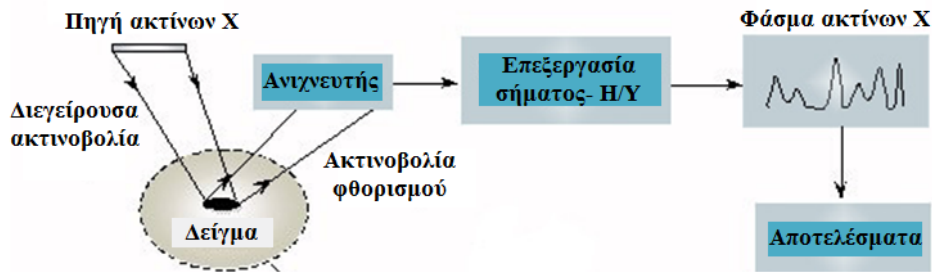 Πηγή ακτίνων Χ
Διεγείρουσα
ακτινοβολία
Ανιχνευτής
Ακτινοβολία
φθορισμού
Δείγμα
Επεξεργασία
σήματος- Η/Υ
Φάσμα ακτίνων Χ
Αποτελέσματα